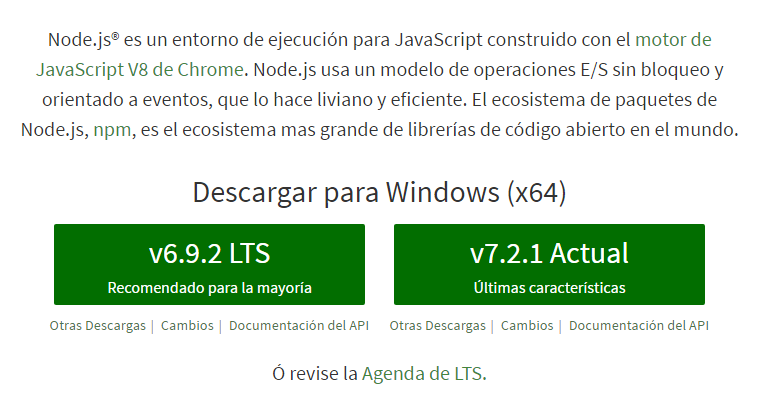 Node.js® es un entorno de ejecución para JavaScript construido con el motor de
JavaScript V8 de Chrome. Node.js usa un modelo de operaciones E/S sin bloqueo y
orientado a eventos, que lo hace liviano y eficiente. El ecosistema de paquetes de
Node.js, npm, es el ecosistema mas grande de librerías de código abierto en el mundo.
Descargar para Windows (x64)
v6.9.2 LTS
Recomendado para la mayoría
v7.2.1 Actual
Últimas características
Otras Descargas | Cambios | Documentación del API
Otras Descargas | Cambios | Documentación del API
Ó revise la Agenda de LTS.